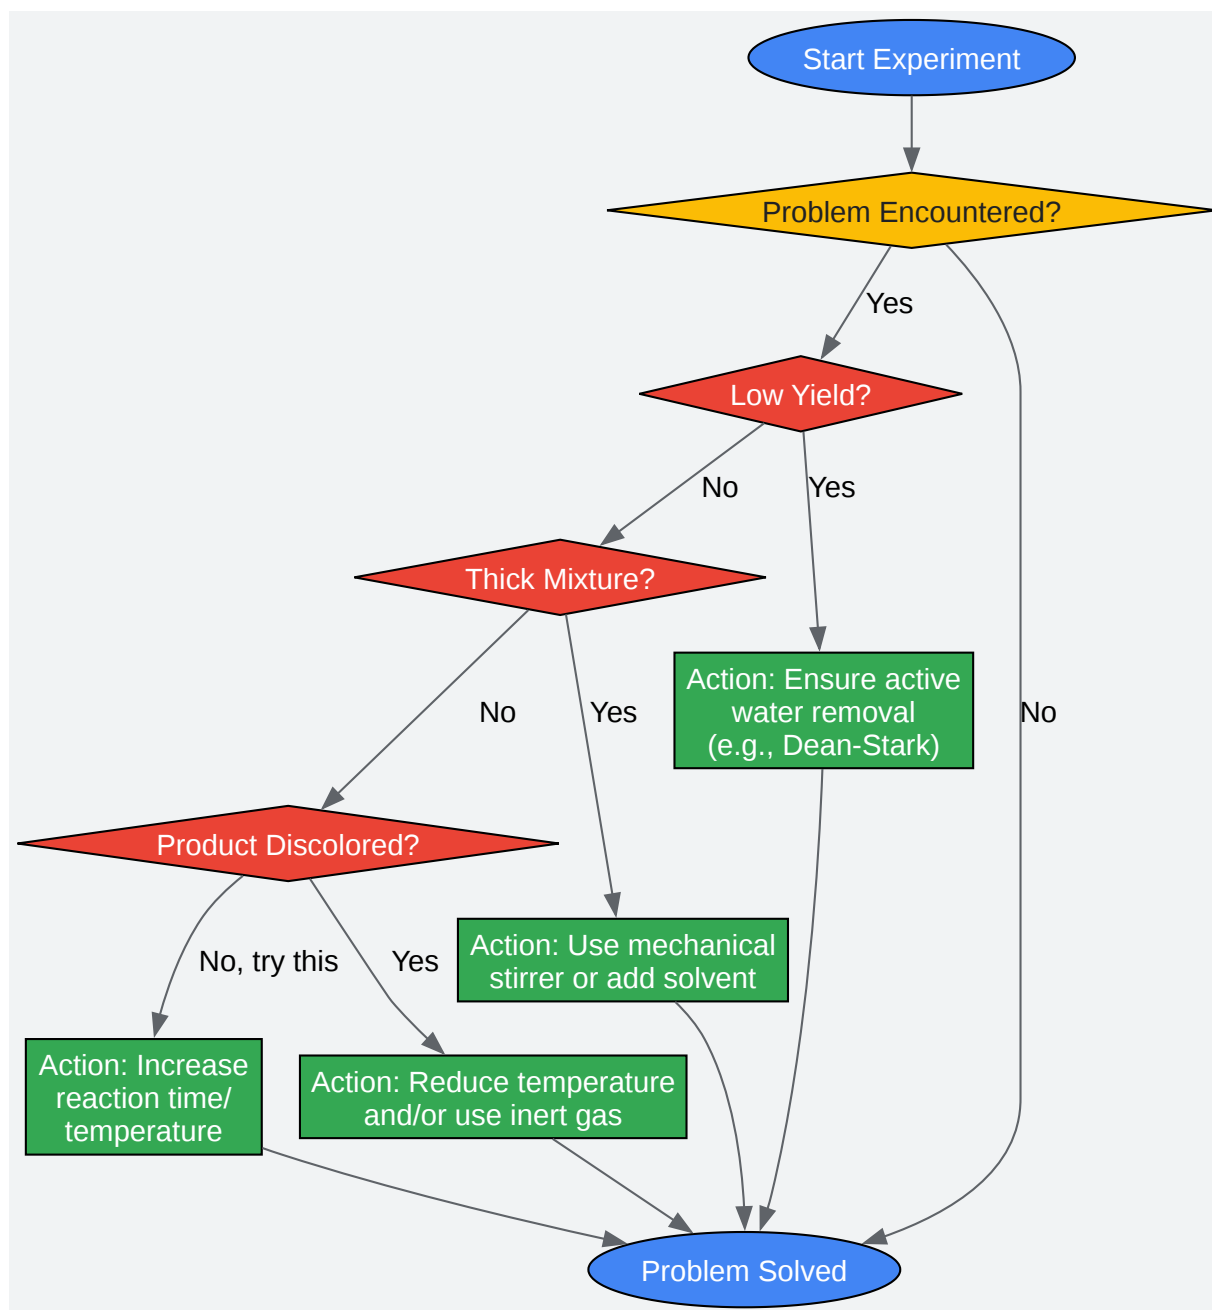 Start Experiment
Problem Encountered?
Yes
Low Yield?
No
Yes
Thick Mixture?
Action: Ensure active
water removal
(e.g., Dean-Stark)
No
Yes
No
Product Discolored?
Action: Use mechanical
stirrer or add solvent
No, try this
Yes
Action: Increase
reaction time/
temperature
Action: Reduce temperature
and/or use inert gas
Problem Solved